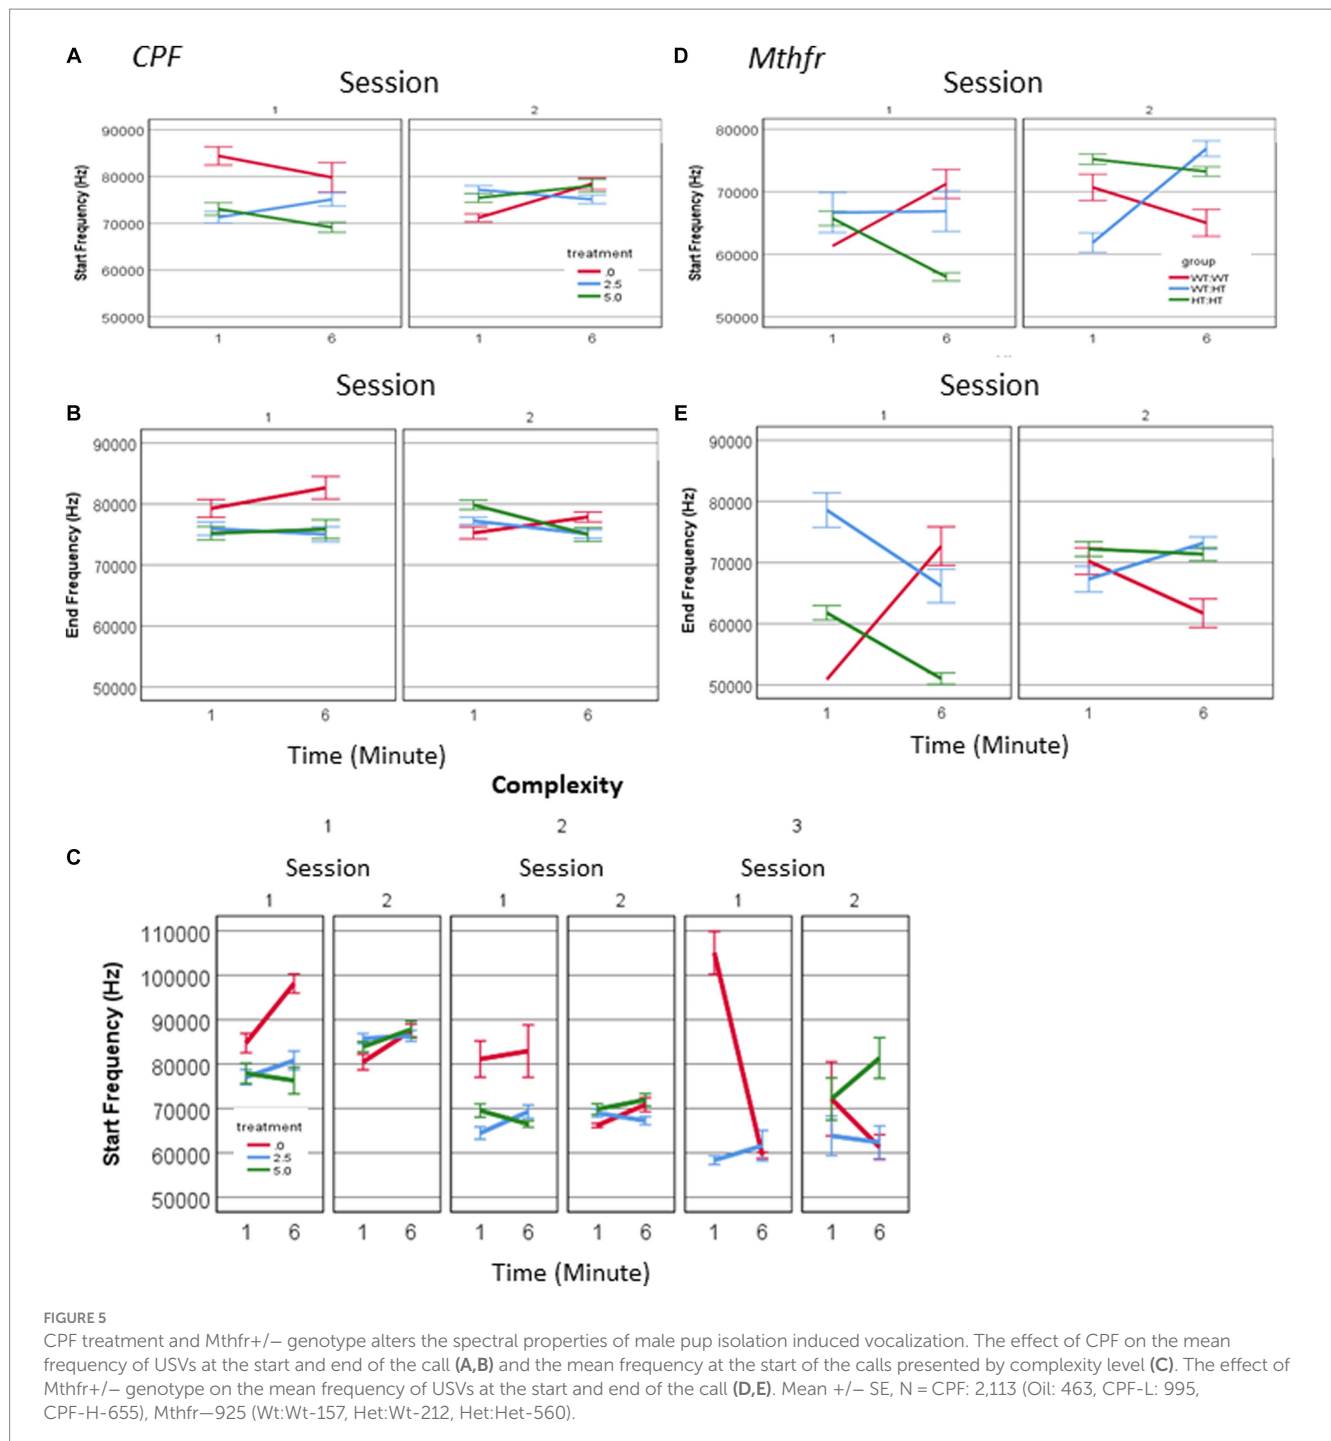 A CPF
Session
1 2
Start Frequency (Hz)
90000
80000
70000
60000
50000
treatment
.0
2.5
5.0
1 6 1 6
D Mthfr
Session
1 2
Start Frequency (Hz)
80000
70000
60000
50000
group
WT:WT
WT:HT
HT:HT
1 6 1 6
B
Session
1 2
End Frequency (Hz)
90000
80000
70000
60000
50000
1 6 1 6
Time (Minute)
E
Session
1 2
End Frequency (Hz)
90000
80000
70000
60000
50000
1 6 1 6
Time (Minute)
Complexity
1 2 3
C
Session Session Session
1 2 1 2 1 2
Start Frequency (Hz)
110000
100000
90000
80000
70000
60000
50000
treatment
.0
2.5
5.0
1 6 1 6 1 6 1 6 1 6 1 6
Time (Minute)
FIGURE 5
CPF treatment and Mthfr+/− genotype alters the spectral properties of male pup isolation induced vocalization. The effect of CPF on the mean
frequency of USVs at the start and end of the call (A,B) and the mean frequency at the start of the calls presented by complexity level (C). The effect of
Mthfr+/− genotype on the mean frequency of USVs at the start and end of the call (D,E). Mean +/− SE, N = CPF: 2,113 (Oil: 463, CPF-L: 995,
CPF-H-655), Mthfr—925 (Wt:Wt-157, Het:Wt-212, Het:Het-560).